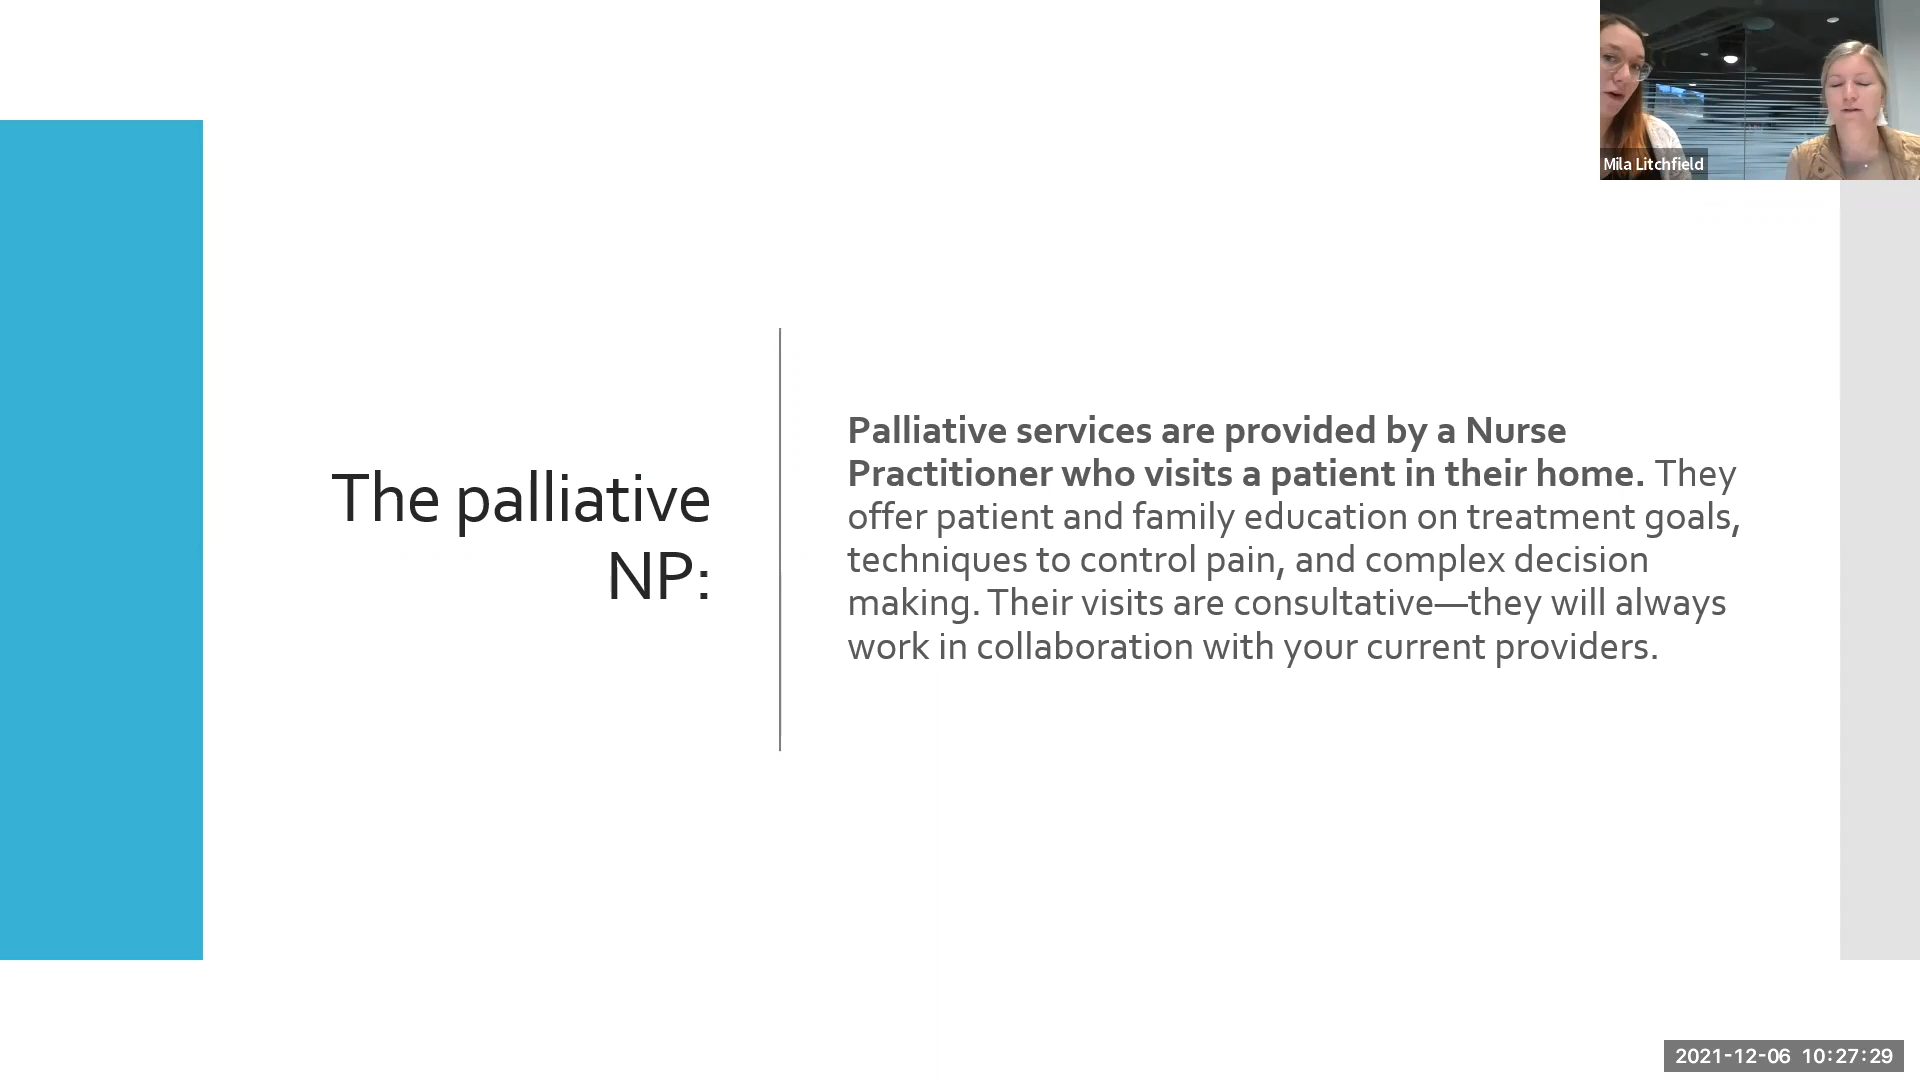 Mila Litchfield
The palliative
NP:
Palliative services are provided by a Nurse
Practitioner who visits a patient in their home. They
offer patient and family education on treatment goals,
techniques to control pain, and complex decision
making. Their visits are consultative—they will always
work in collaboration with your current providers.
2021-12-06 10:27:29